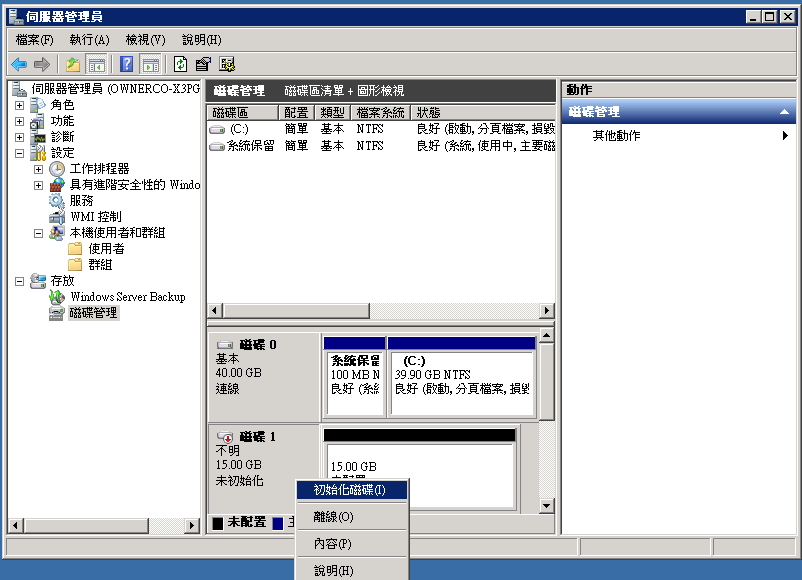 伺服器管理員
檔案(F) 執行(A) 檢視(V) 說明(H)
伺服器管理員 (OWNERCO-X3PG
角色
功能
診斷
設定
工作排程器
具有進階安全性的 Windo
服務
WMI 控制
本機使用者和群組
使用者
群組
存放
Windows Server Backup
磁碟管理
磁碟管理 磁碟區清單 + 圖形檢視
磁碟區 配置 類型 檔案系統 狀態
(C:) 簡單 基本 NTFS 良好 (啟動, 分頁檔案, 損毀
系統保留 簡單 基本 NTFS 良好 (系統, 使用中, 主要磁
磁碟 0
基本
40.00 GB
連線
系統保留
100 MB N
良好 (系統
(C:)
39.90 GB NTFS
良好 (啟動, 分頁檔案, 損毀
磁碟 1
不明
15.00 GB
未初始化
15.00 GB
未配置 主
初始化磁碟(I)
離線(O)
內容(P)
說明(H)
動作
磁碟管理
其他動作